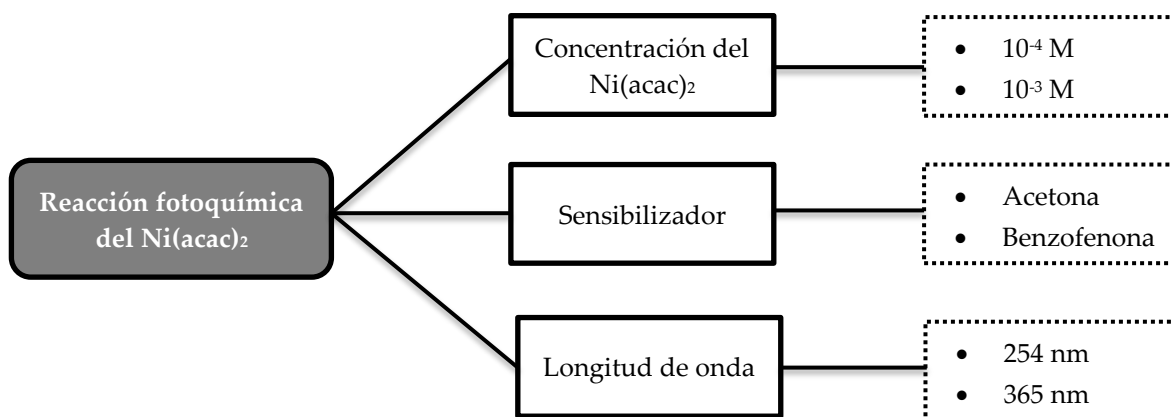 Concentración del
Ni(acac)₂
• 10⁻⁴ M
• 10⁻³ M
Reacción fotoquímica
del Ni(acac)₂
Sensibilizador
• Acetona
• Benzofenona
Longitud de onda
• 254 nm
• 365 nm